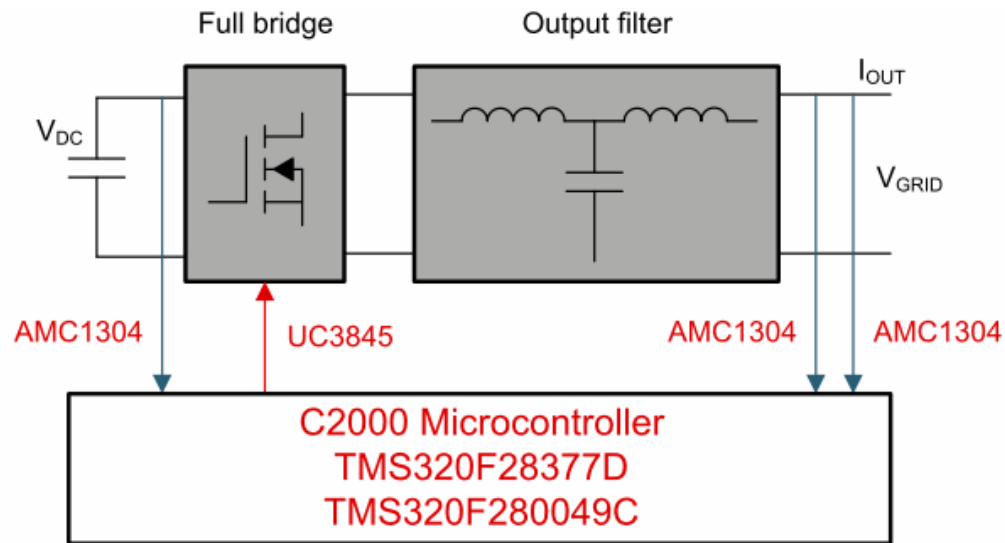 Full bridge
Output filter
IOUT
VDC
VGRID
AMC1304
UC3845
AMC1304
AMC1304
C2000 Microcontroller
TMS320F28377D
TMS320F280049C